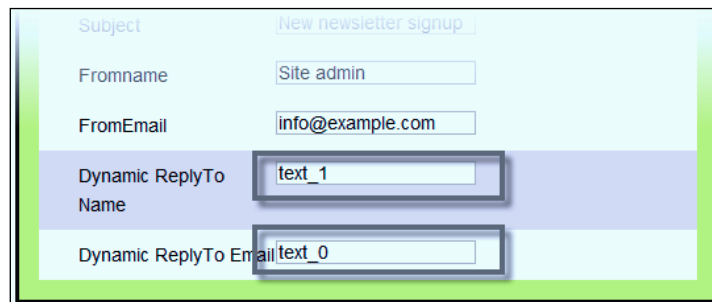 Subject New newsletter signup
Fromname Site admin
FromEmail info@example.com
Dynamic ReplyTo text_1
Name
Dynamic ReplyTo Email text_0